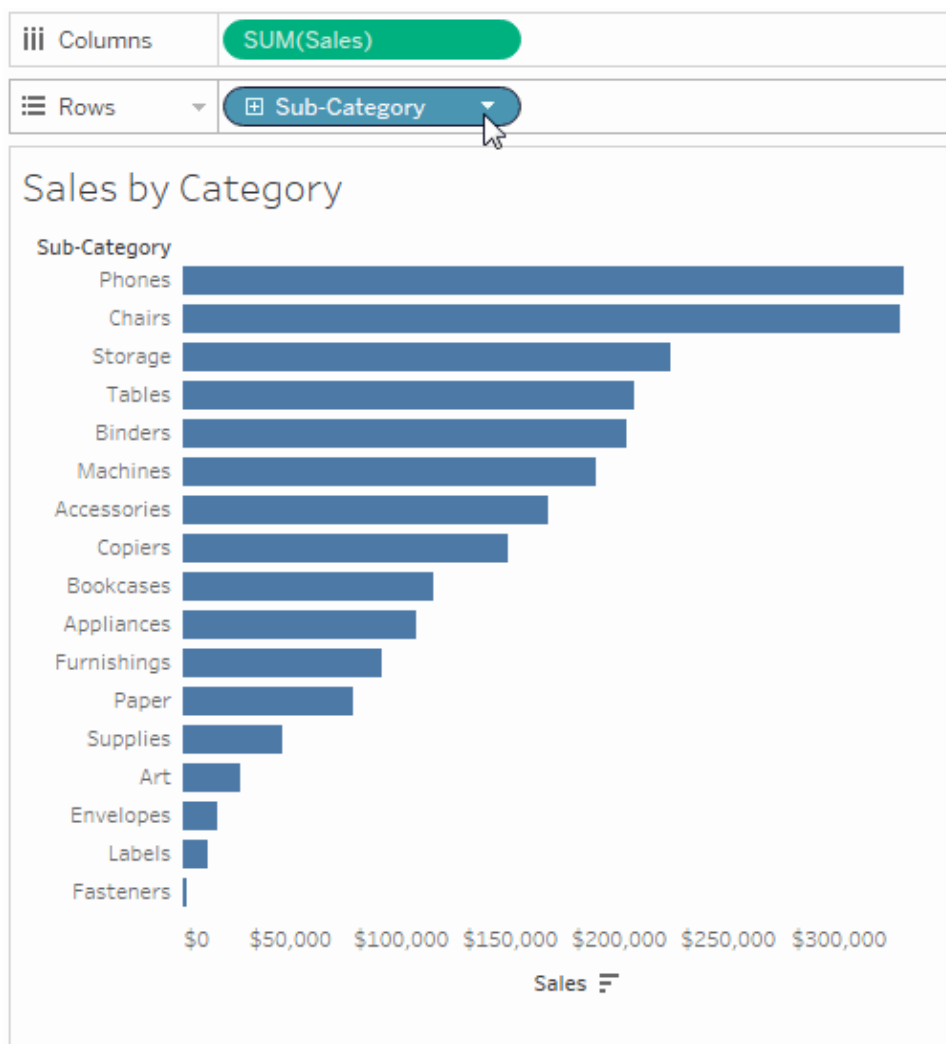 Columns SUM(Sales)
Rows Sub-Category
Sales by Category
Sub-Category
Phones
Chairs
Storage
Tables
Binders
Machines
Accessories
Copiers
Bookcases
Appliances
Furnishings
Paper
Supplies
Art
Envelopes
Labels
Fasteners
$0 $50,000 $100,000 $150,000 $200,000 $250,000 $300,000
Sales